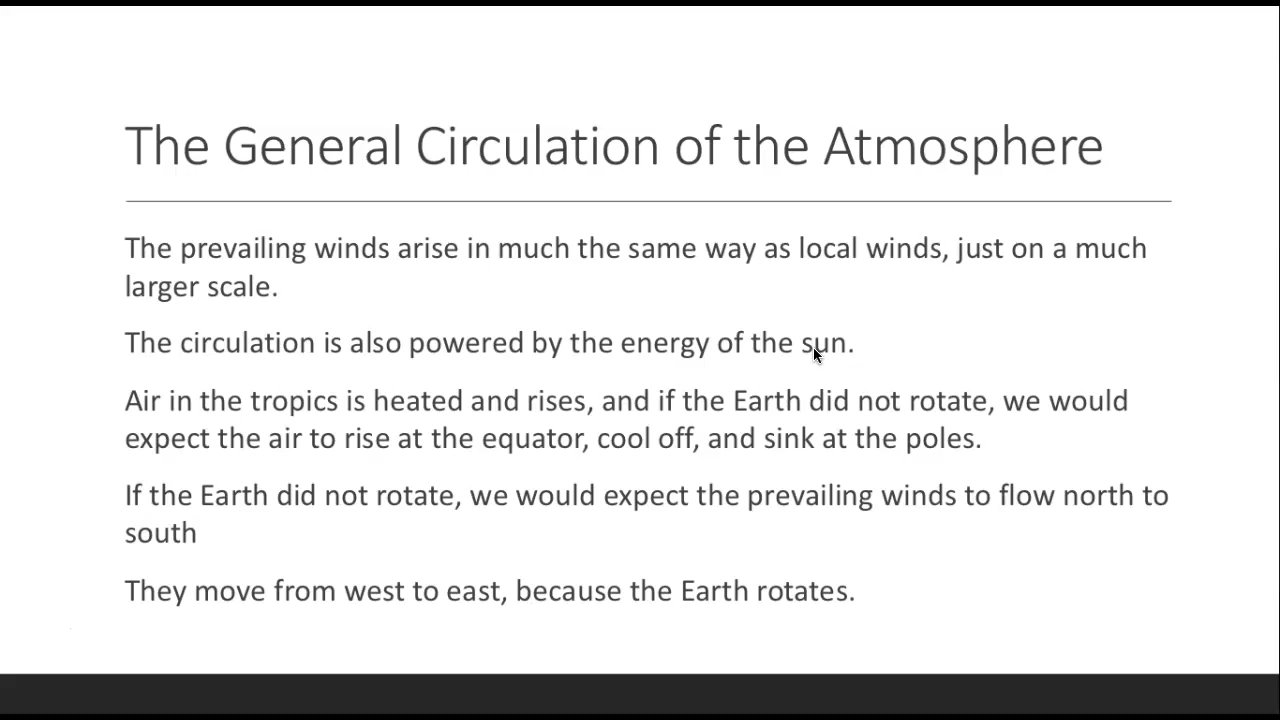 The General Circulation of the Atmosphere
The prevailing winds arise in much the same way as local winds, just on a much
larger scale.
The circulation is also powered by the energy of the sun.
Air in the tropics is heated and rises, and if the Earth did not rotate, we would
expect the air to rise at the equator, cool off, and sink at the poles.
If the Earth did not rotate, we would expect the prevailing winds to flow north to
south
They move from west to east, because the Earth rotates.